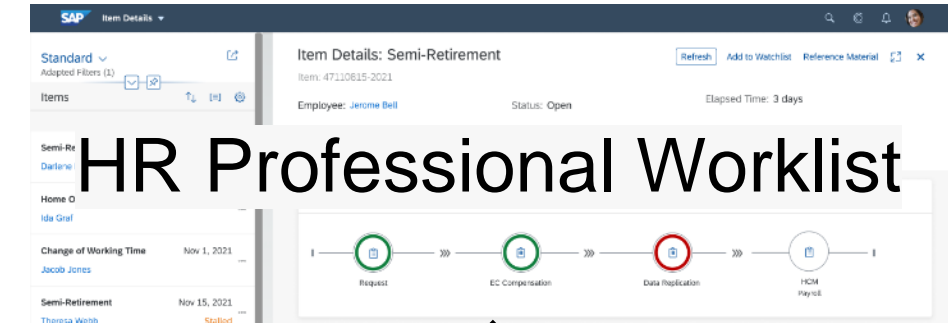 SAP Item Details
Standard
Adapted Filters (1)
Items
Semi-Re
Darlene
Home O
Ida Graf
Change of Working Time Nov 1, 2021
Jacob Jones
Semi-Retirement Nov 15, 2021
Theresa Webb Stalled
Item Details: Semi-Retirement
Refresh Add to Watchlist Reference Material
Item: 47110815-2021
Employee: Jerome Bell Status: Open Elapsed Time: 3 days
HR Professional Worklist
Request EC Compensation Data Replication HCM
Payroll